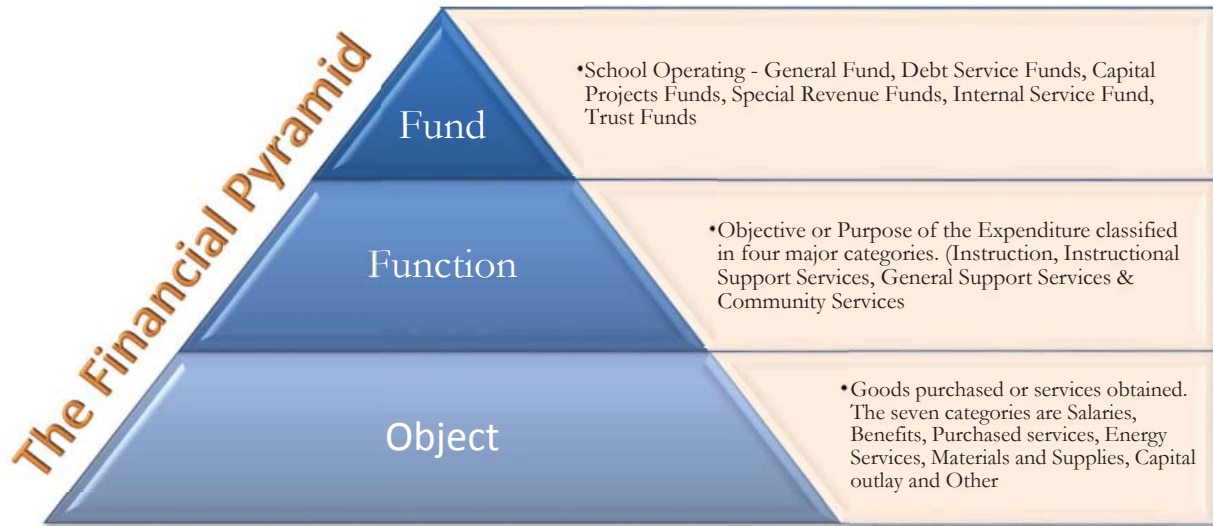 The Financial Pyramid
Fund
•School Operating - General Fund, Debt Service Funds, Capital
Projects Funds, Special Revenue Funds, Internal Service Fund,
Trust Funds
Function
•Objective or Purpose of the Expenditure classified
in four major categories. (Instruction, Instructional
Support Services, General Support Services &
Community Services
Object
•Goods purchased or services obtained.
The seven categories are Salaries,
Benefits, Purchased services, Energy
Services, Materials and Supplies, Capital
outlay and Other